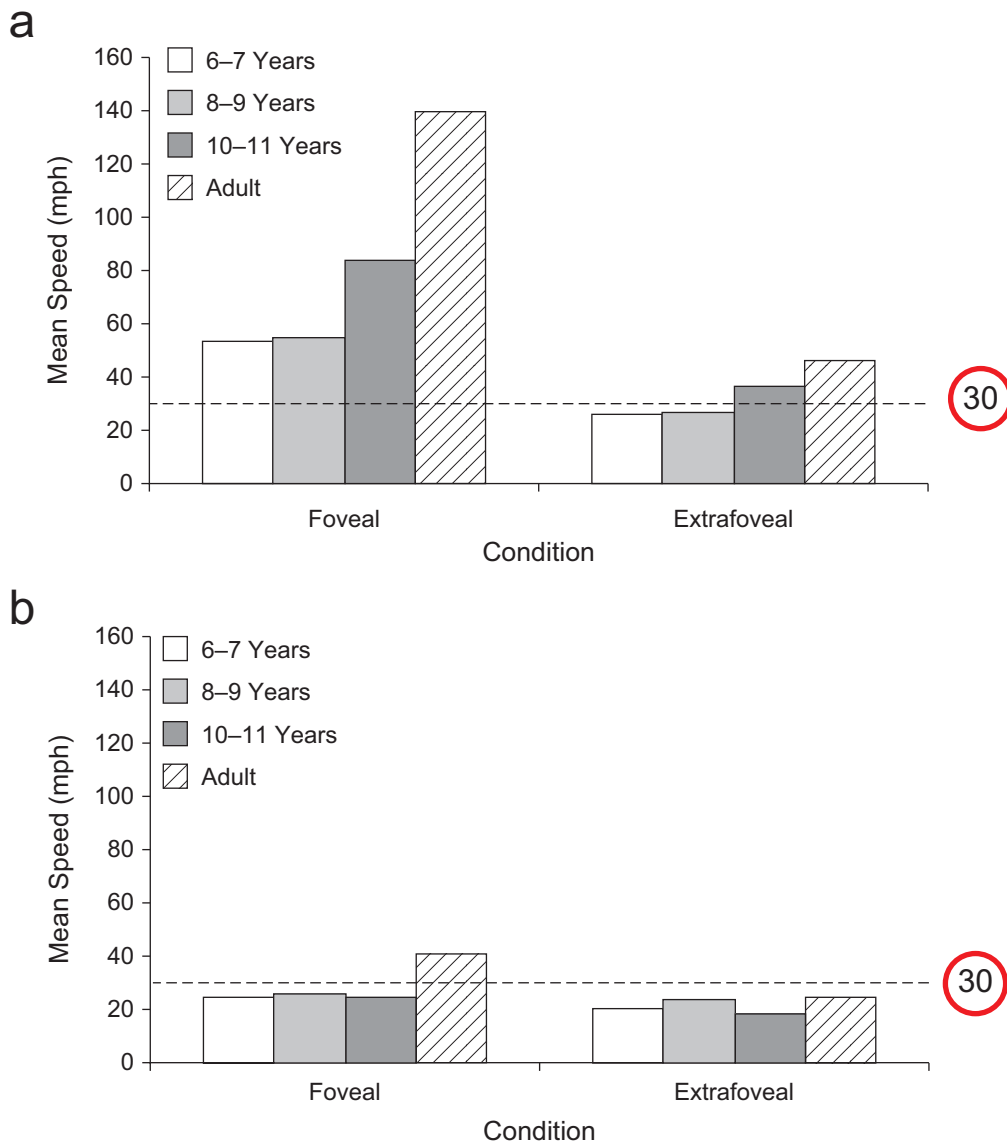 a
160
140
120
100
80
60
40
20
0
Mean Speed (mph)
6–7 Years
8–9 Years
10–11 Years
Adult
30
Foveal
Extrafoveal
Condition
b
160
140
120
100
80
60
40
20
0
Mean Speed (mph)
6–7 Years
8–9 Years
10–11 Years
Adult
30
Foveal
Extrafoveal
Condition